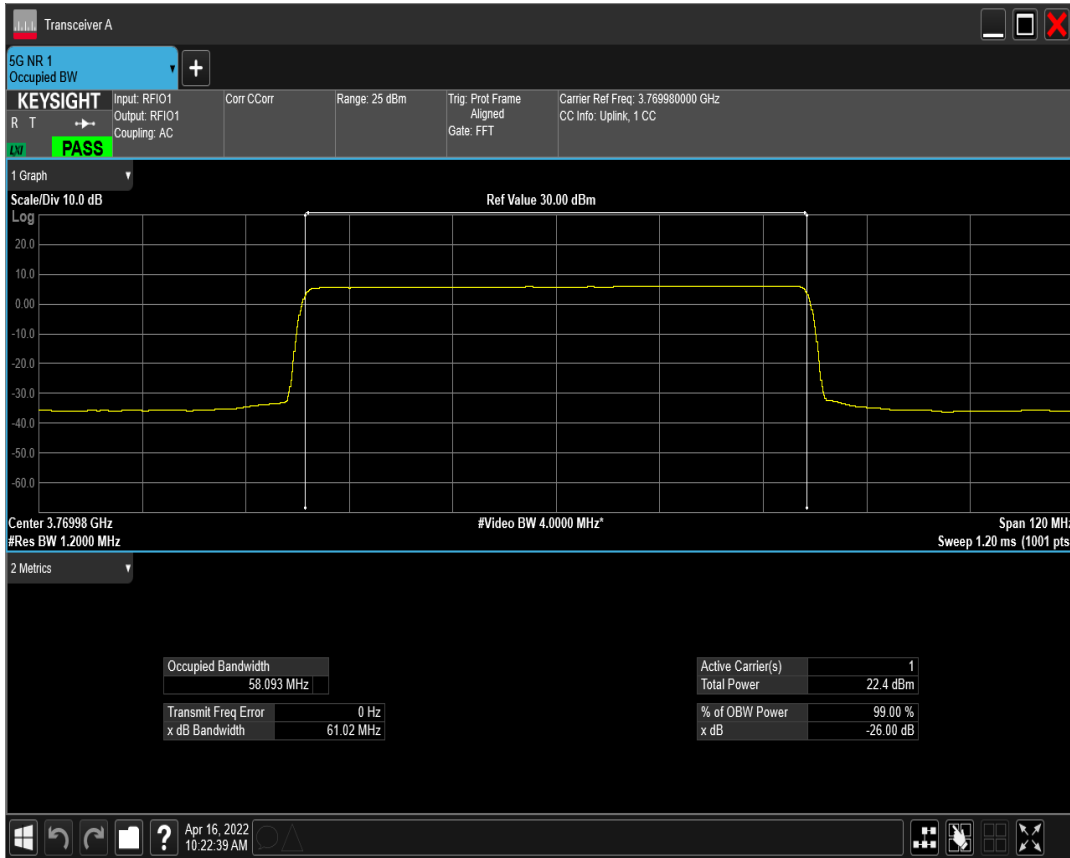 Transceiver A
5G NR 1
Occupied BW
+
KEYSIGHT
R T
LXI
PASS
Input: RFIO1
Output: RFIO1
Coupling: AC
Corr CCorr
Range: 25 dBm
Trig: Prot Frame
Aligned
Gate: FFT
Carrier Ref Freq: 3.769980000 GHz
CC Info: Uplink, 1 CC
1 Graph
Scale/Div 10.0 dB
Ref Value 30.00 dBm
Log
20.0
10.0
0.00
-10.0
-20.0
-30.0
-40.0
-50.0
-60.0
Center 3.76998 GHz
#Video BW 4.0000 MHz*
Span 120 MHz
#Res BW 1.2000 MHz
Sweep 1.20 ms (1001 pts
2 Metrics
Occupied Bandwidth
58.093 MHz
Transmit Freq Error 0 Hz
x dB Bandwidth 61.02 MHz
Active Carrier(s) 1
Total Power 22.4 dBm
% of OBW Power 99.00 %
x dB -26.00 dB
?
Apr 16, 2022
10:22:39 AM